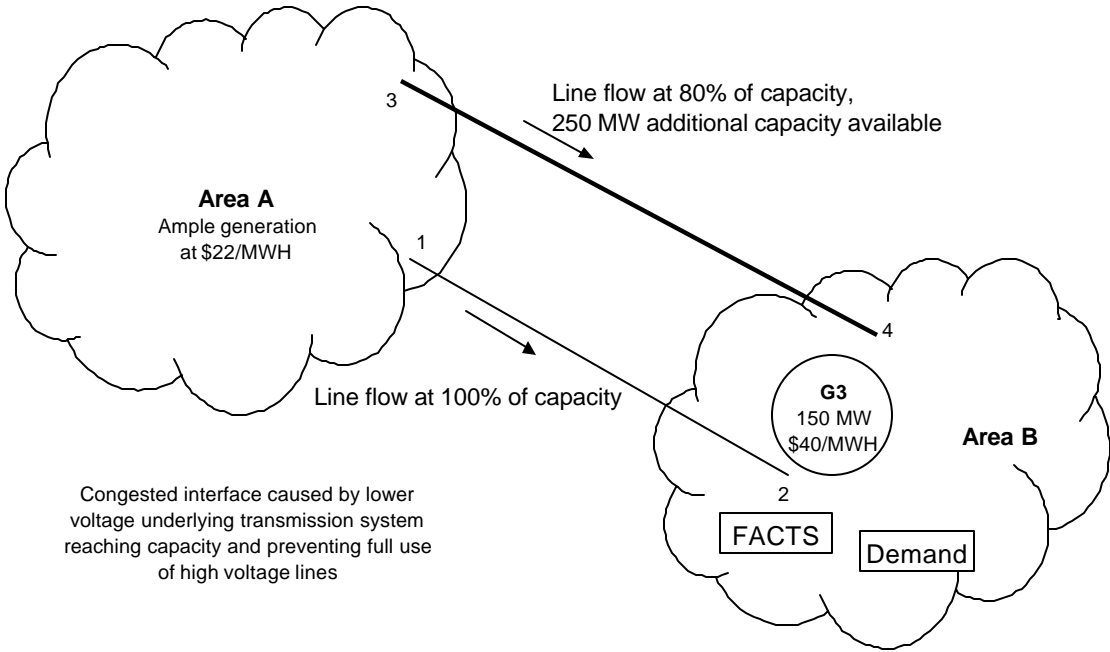 Line flow at 80% of capacity,
250 MW additional capacity available
3
Area A
Ample generation
at $22/MWH
1
4
Line flow at 100% of capacity
G3
150 MW
$40/MWH
Area B
2
FACTS
Demand
Congested interface caused by lower
voltage underlying transmission system
reaching capacity and preventing full use
of high voltage lines